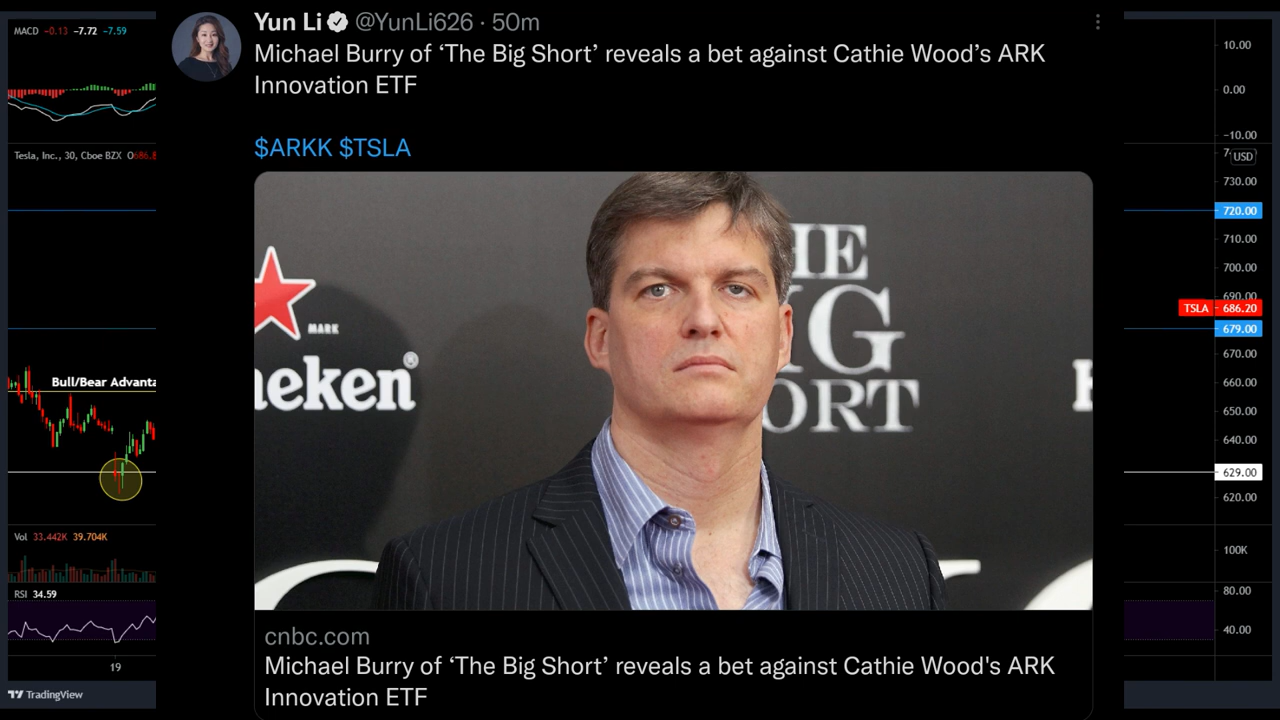 Yun Li @YunLi626 · 50m
Michael Burry of ‘The Big Short’ reveals a bet against Cathie Wood’s ARK
Innovation ETF
$ARKK $TSLA
MARK
eken®
HE
IG
ORT
cnbc.com
Michael Burry of ‘The Big Short’ reveals a bet against Cathie Wood's ARK
Innovation ETF
MACD −0.13 −7.72 −7.59
Tesla, Inc., 30, Cboe BZX O686.8
Bull/Bear Advanta
Vol 33.442K 39.704K
RSI 34.59
19
TradingView
10.00
0.00
−10.00
USD
730.00
720.00
710.00
700.00
690.00
TSLA 686.20
679.00
670.00
660.00
650.00
640.00
629.00
620.00
100K
80.00
40.00